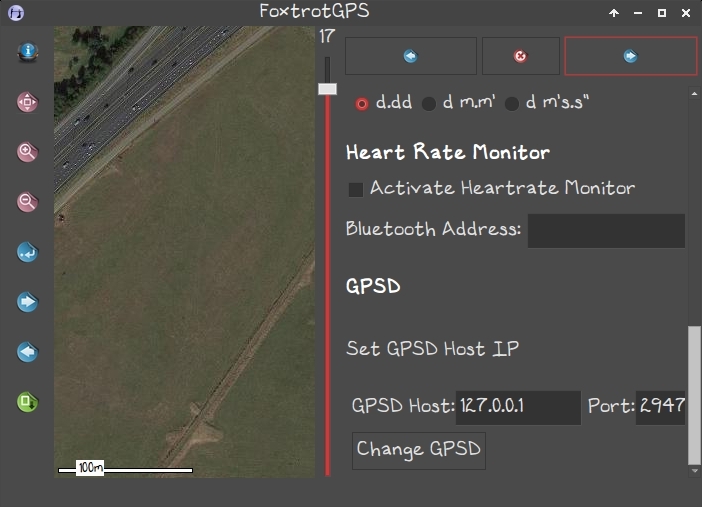 FoxtrotGPS
17
d.dd d m.m' d m's.s"
Heart Rate Monitor
Activate Heartrate Monitor
Bluetooth Address:
GPSD
Set GPSD Host IP
GPSD Host: 127.0.0.1 Port: 2947
Change GPSD
100m